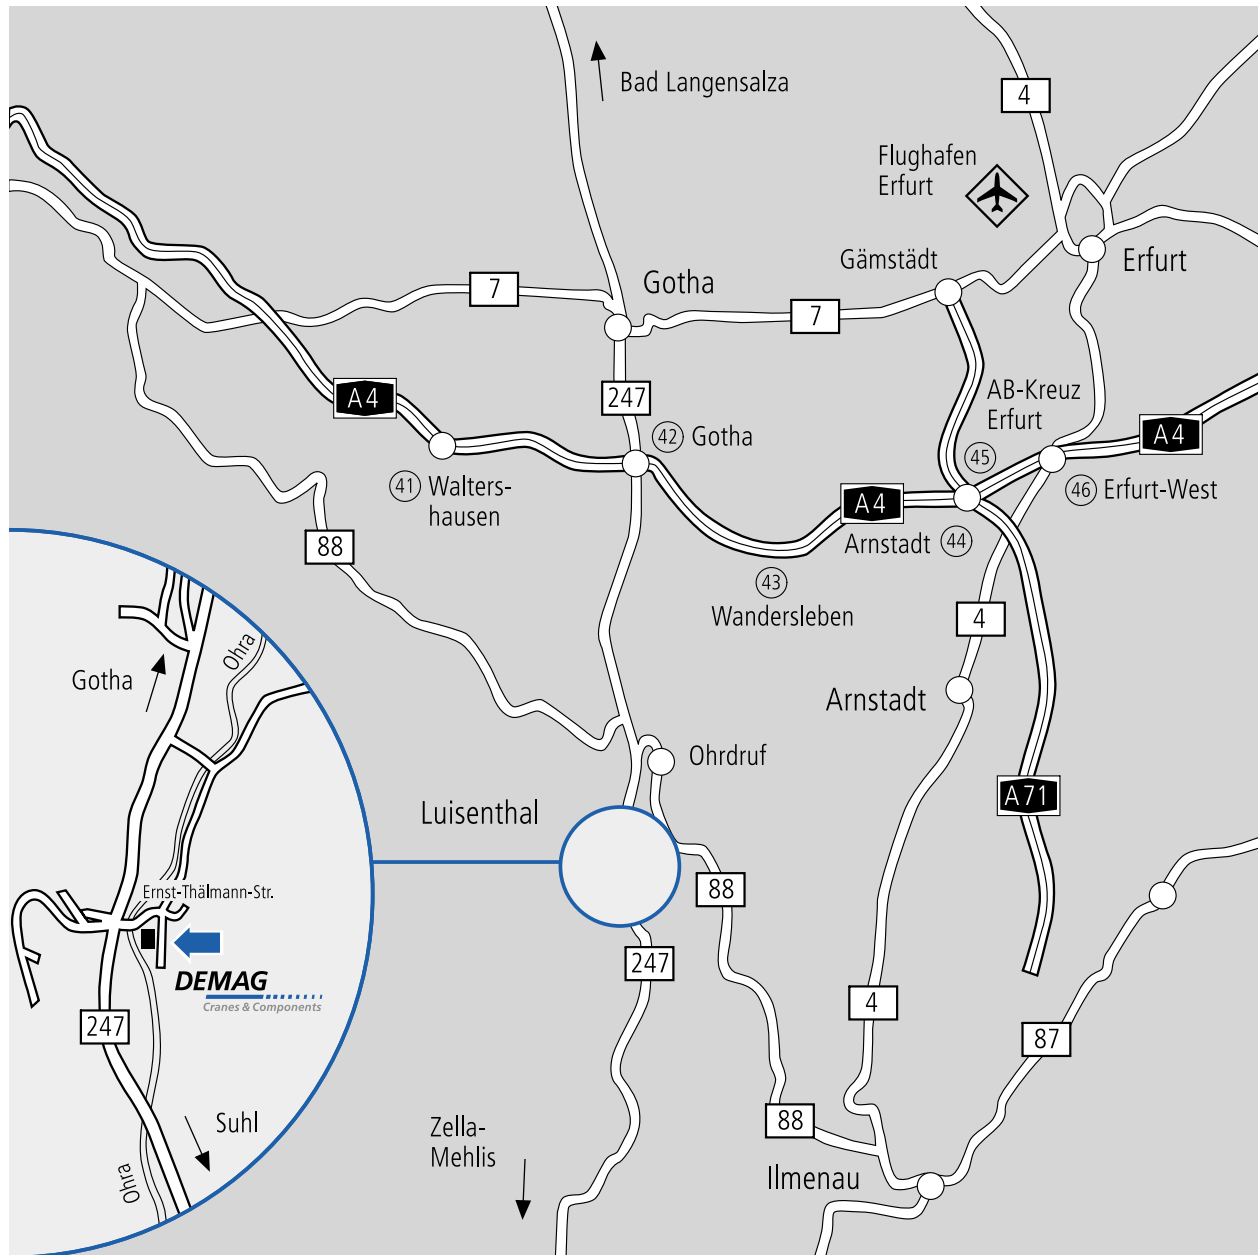 Bad Langensalza
4
Flughafen
Erfurt
Erfurt
Gämstädt
Gotha
7
7
247
A4
AB-Kreuz
Erfurt
42 Gotha
A4
45
41 Walters-
hausen
46 Erfurt-West
A4
Arnstadt 44
88
43
Wandersleben
4
Ohra
Gotha
Arnstadt
Ohrdruf
A71
Luisenthal
88
Ernst-Thälmann-Str.
247
DEMAG
Cranes & Components
4
247
87
Suhl
Zella-
Mehlis
88
Ohra
Ilmenau